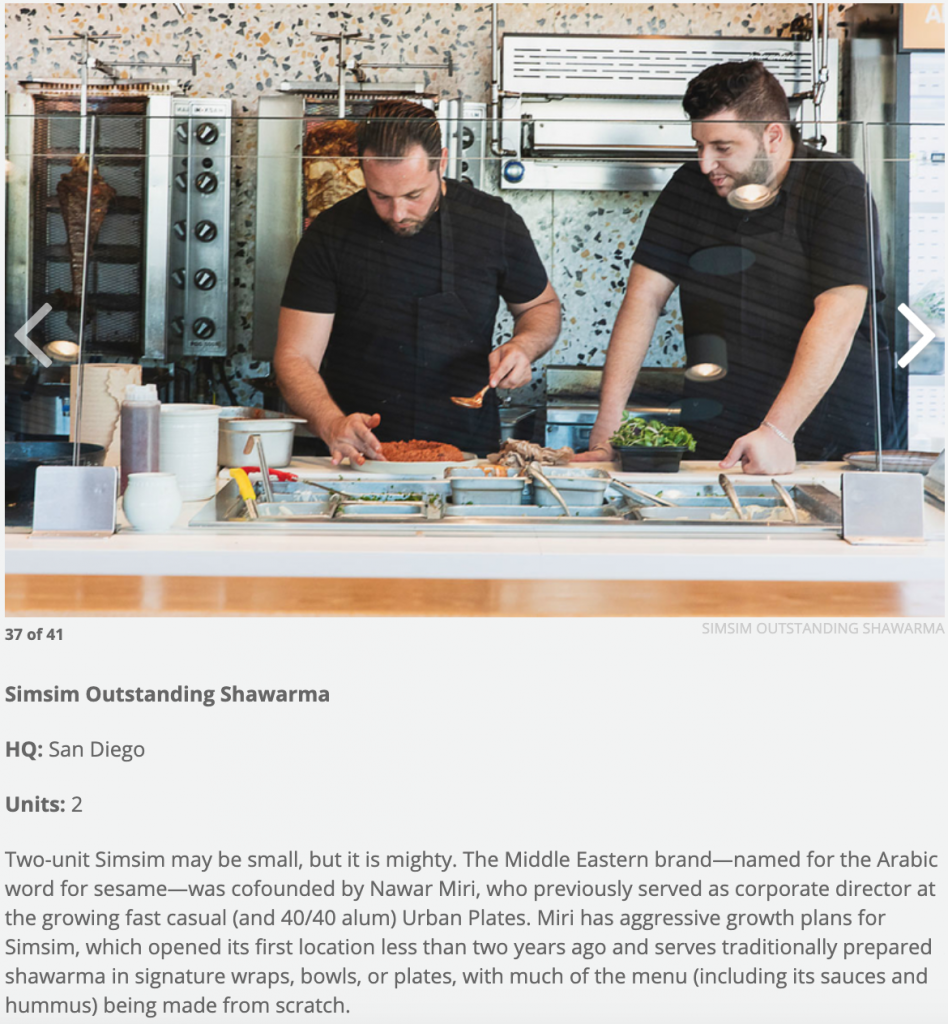 A
37 of 41
SIMSIM OUTSTANDING SHAWARMA
Simsim Outstanding Shawarma
HQ: San Diego
Units: 2
Two-unit Simsim may be small, but it is mighty. The Middle Eastern brand—named for the Arabic
word for sesame—was cofounded by Nawar Miri, who previously served as corporate director at
the growing fast casual (and 40/40 alum) Urban Plates. Miri has aggressive growth plans for
Simsim, which opened its first location less than two years ago and serves traditionally prepared
shawarma in signature wraps, bowls, or plates, with much of the menu (including its sauces and
hummus) being made from scratch.